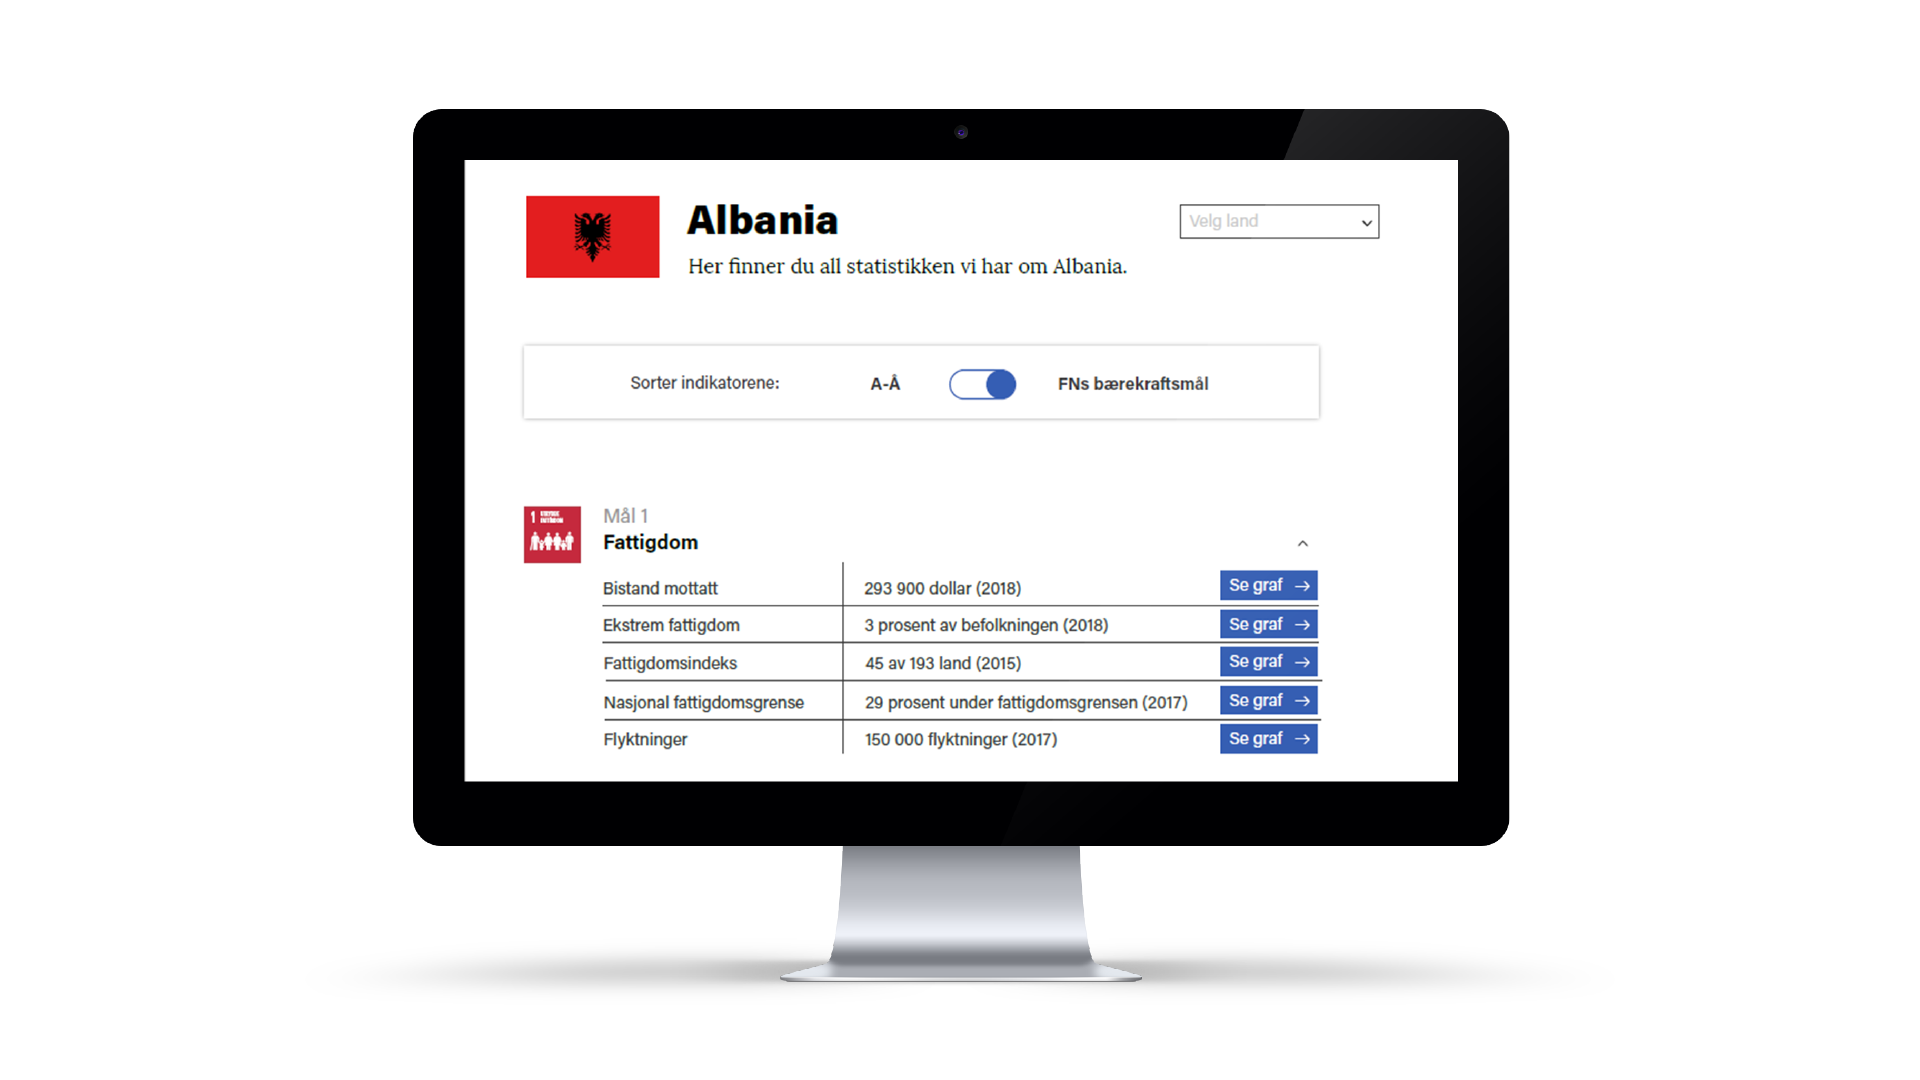 Albania
Velg land
Her finner du all statistikken vi har om Albania.
Sorter indikatorene: A-Å FNs bærekraftsmål
1
Mål 1
Fattigdom
Bistand mottatt 293 900 dollar (2018) Se graf →
Ekstrem fattigdom 3 prosent av befolkningen (2018) Se graf →
Fattigdomsindeks 45 av 193 land (2015) Se graf →
Nasjonal fattigdomsgrense 29 prosent under fattigdomsgrensen (2017) Se graf →
Flyktninger 150 000 flyktninger (2017) Se graf →